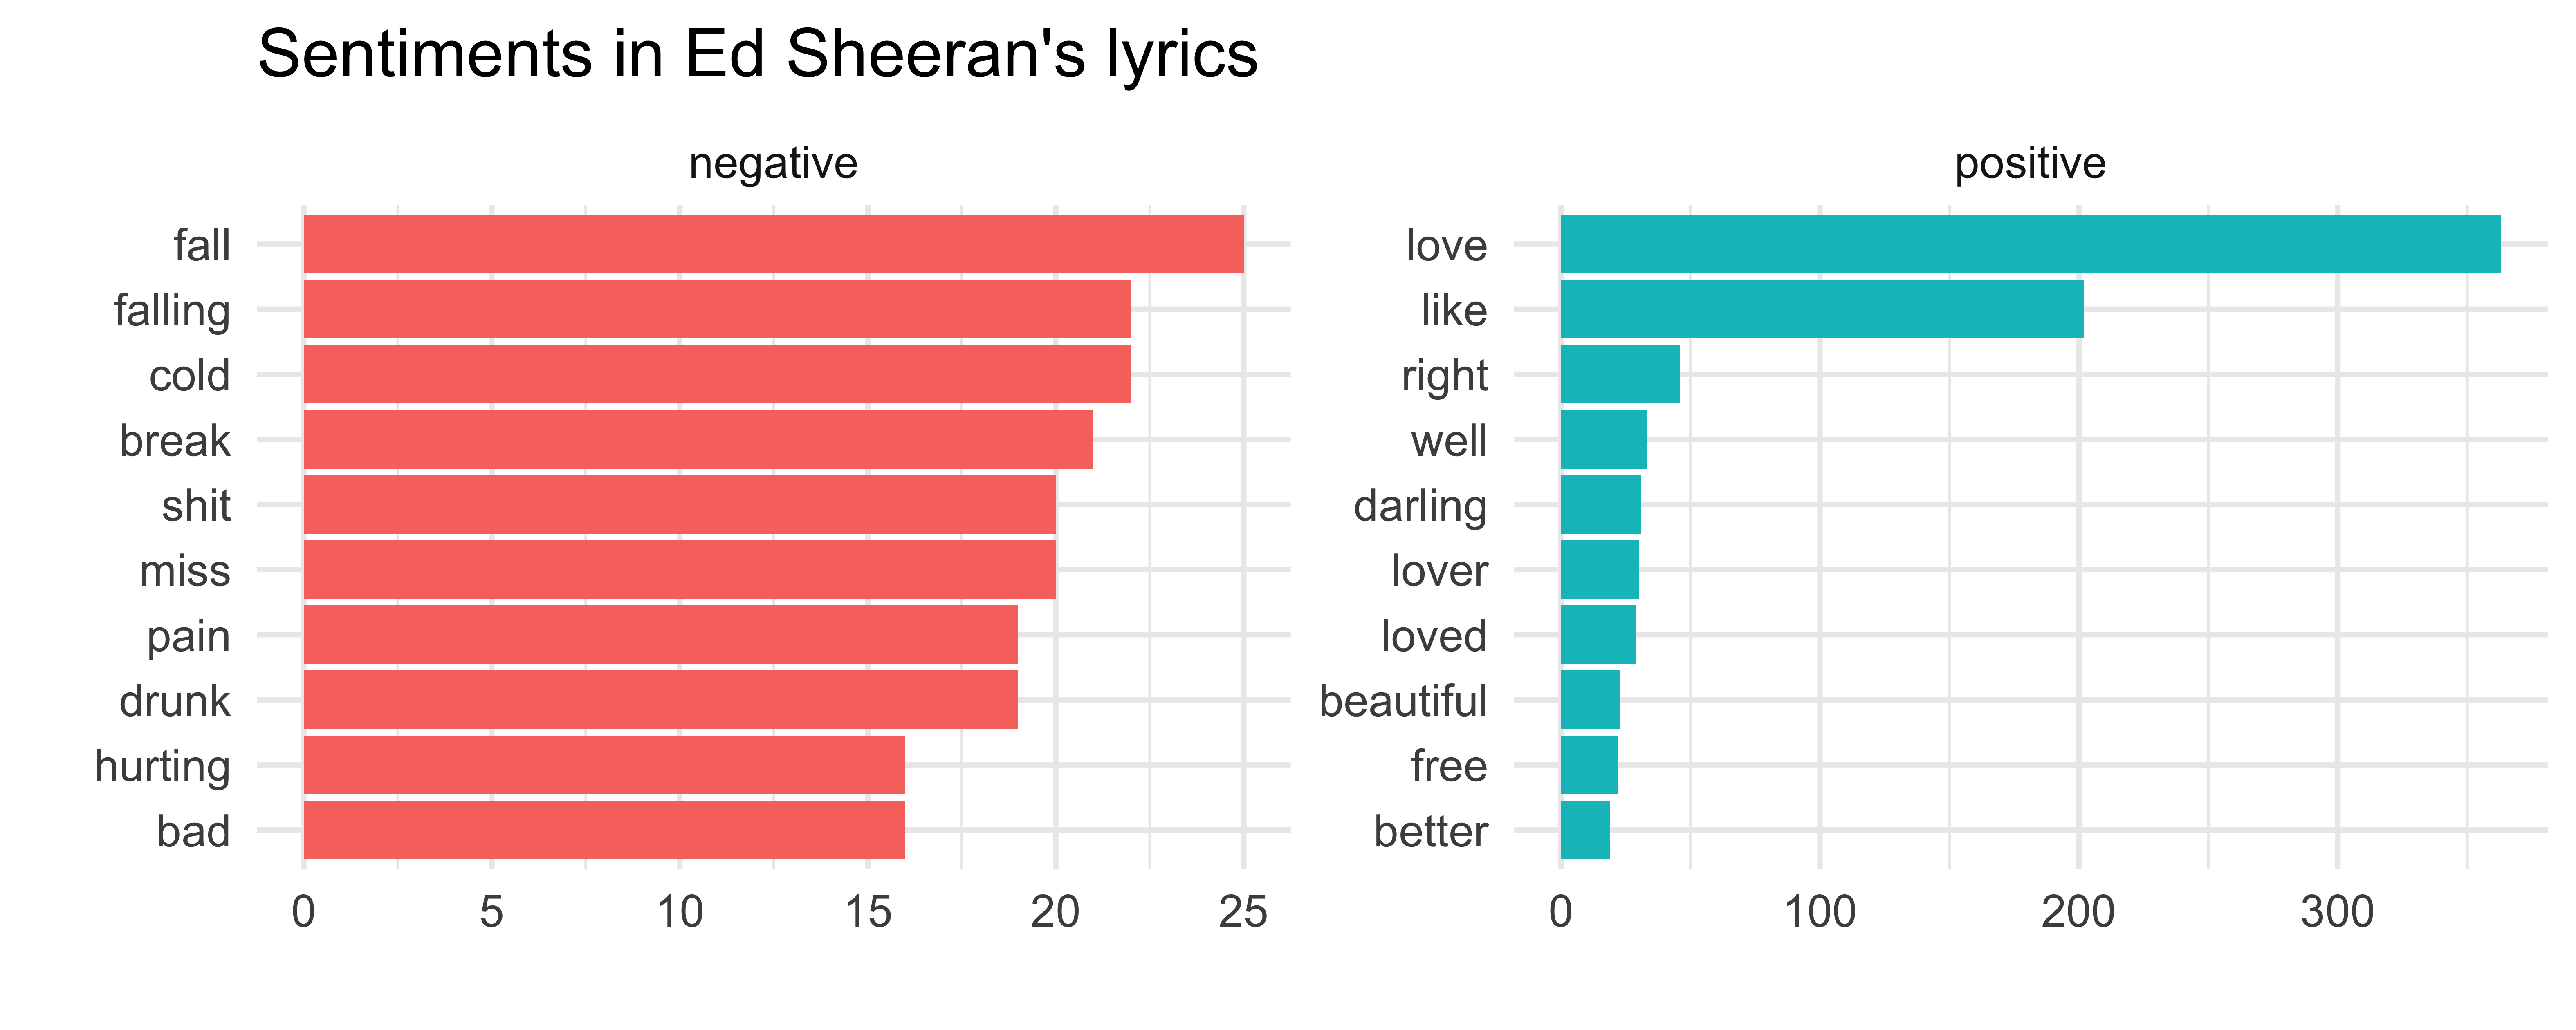 Sentiments in Ed Sheeran's lyrics
negative
fall
falling
cold
break
shit
miss
pain
drunk
hurting
bad
0 5 10 15 20 25
positive
love
like
right
well
darling
lover
loved
beautiful
free
better
0 100 200 300